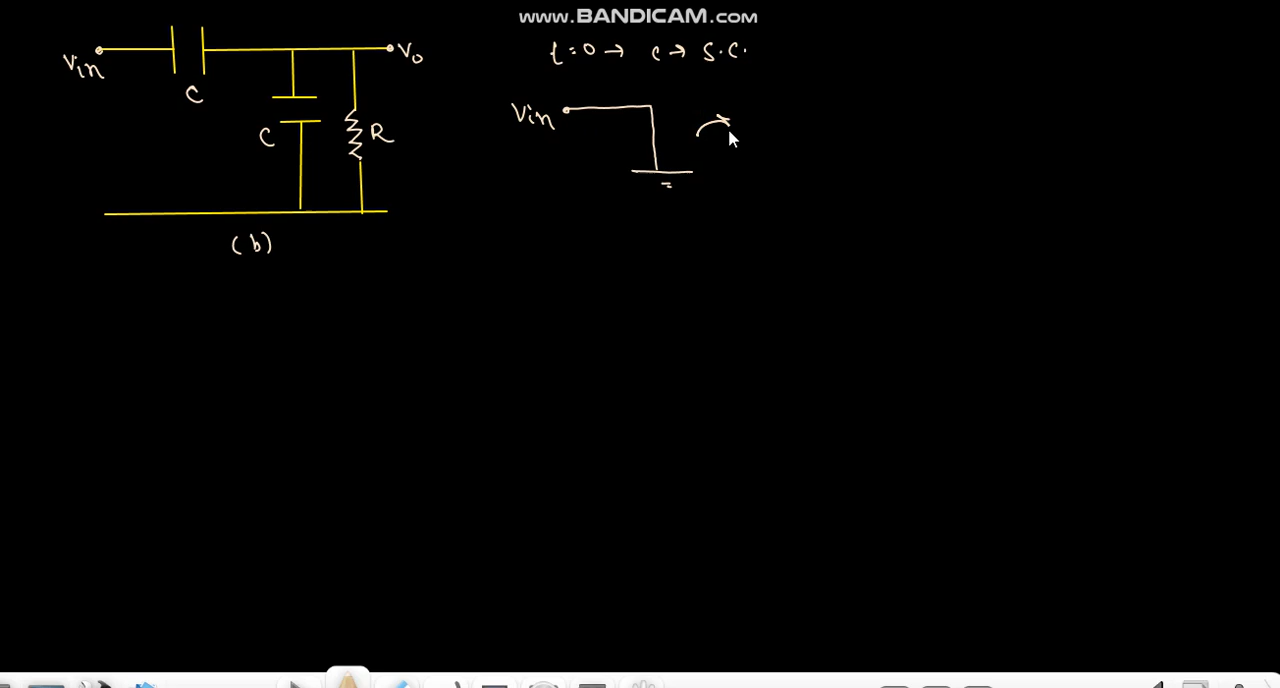 www.BANDICAM.com
t=0 → C → S.C.
Vin
C
Vo
C
R
Vin
(b)